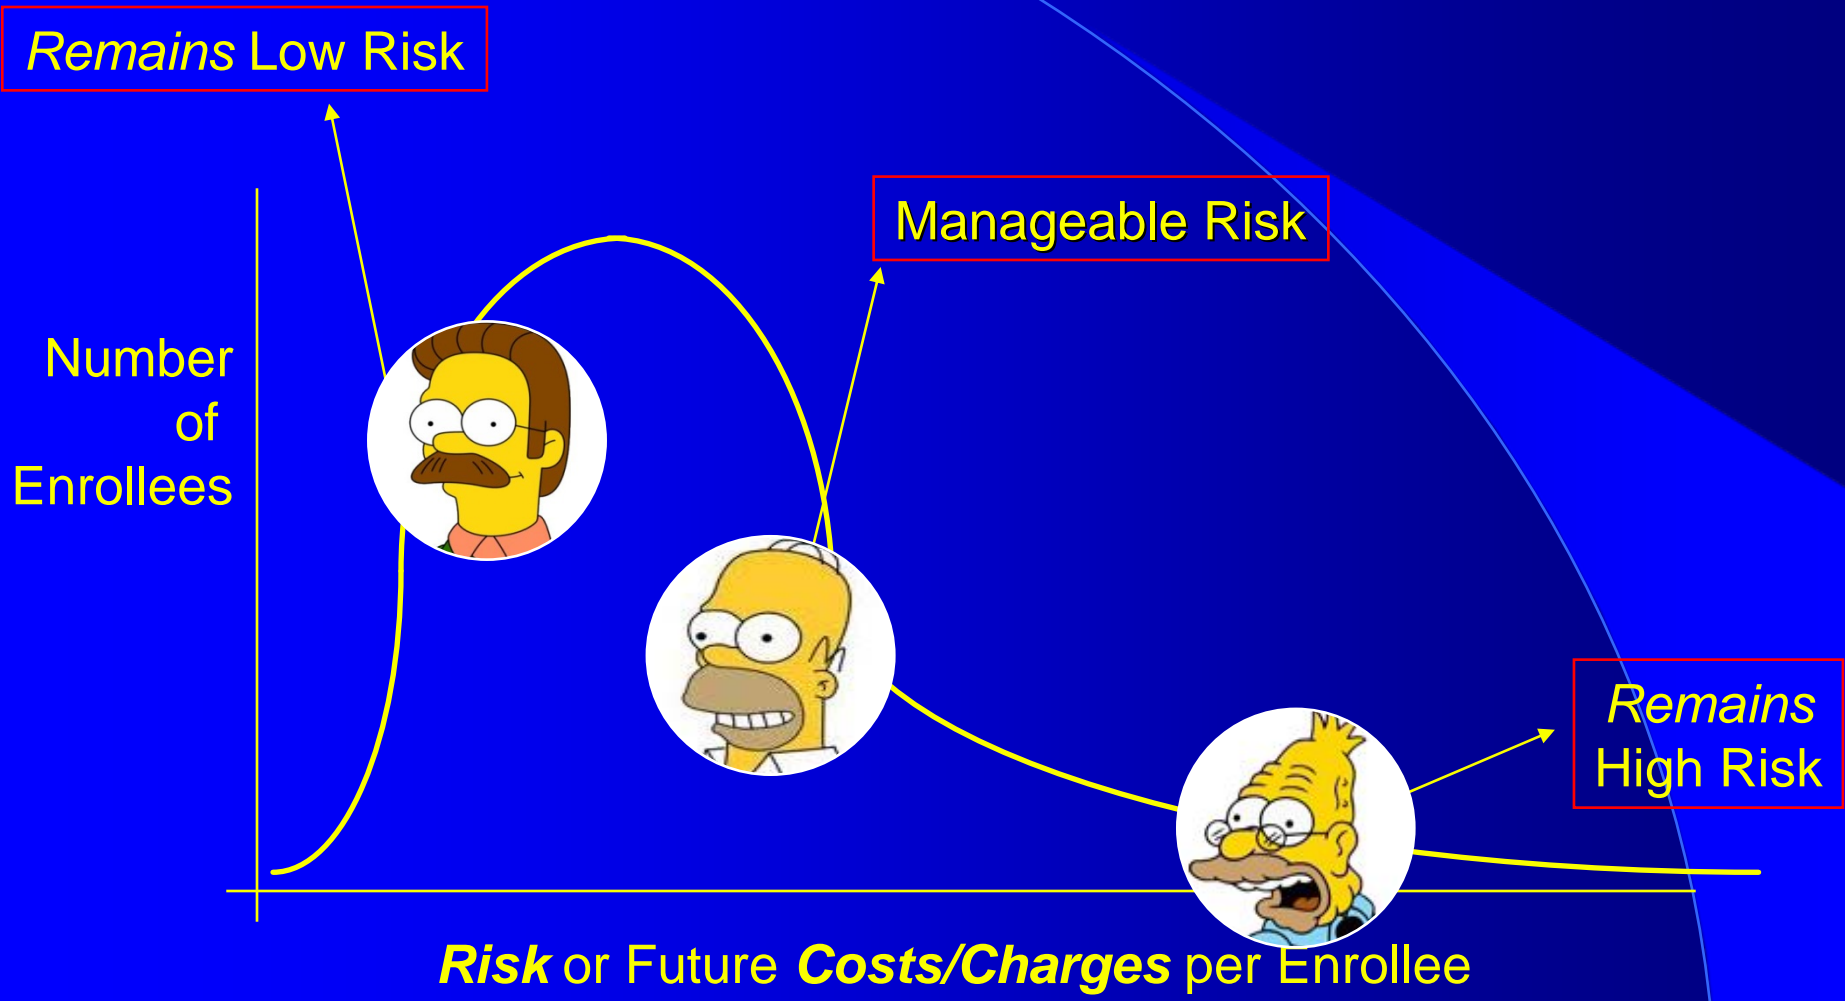 Remains Low Risk
Manageable Risk
Number
of
Enrollees
Remains
High Risk
Risk or Future Costs/Charges per Enrollee